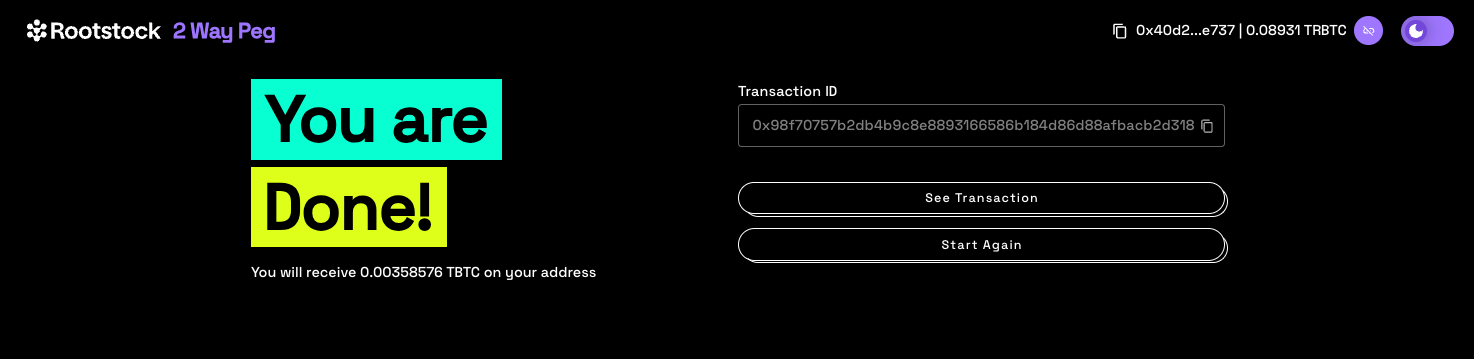 Rootstock 2 Way Peg
0x40d2...e737 | 0.08931 TRBTC
You are
Done!
You will receive 0.00358576 TBTC on your address
Transaction ID
0x98f70757b2db4b9c8e8893166586b184d86d88afbacb2d318
See Transaction
Start Again